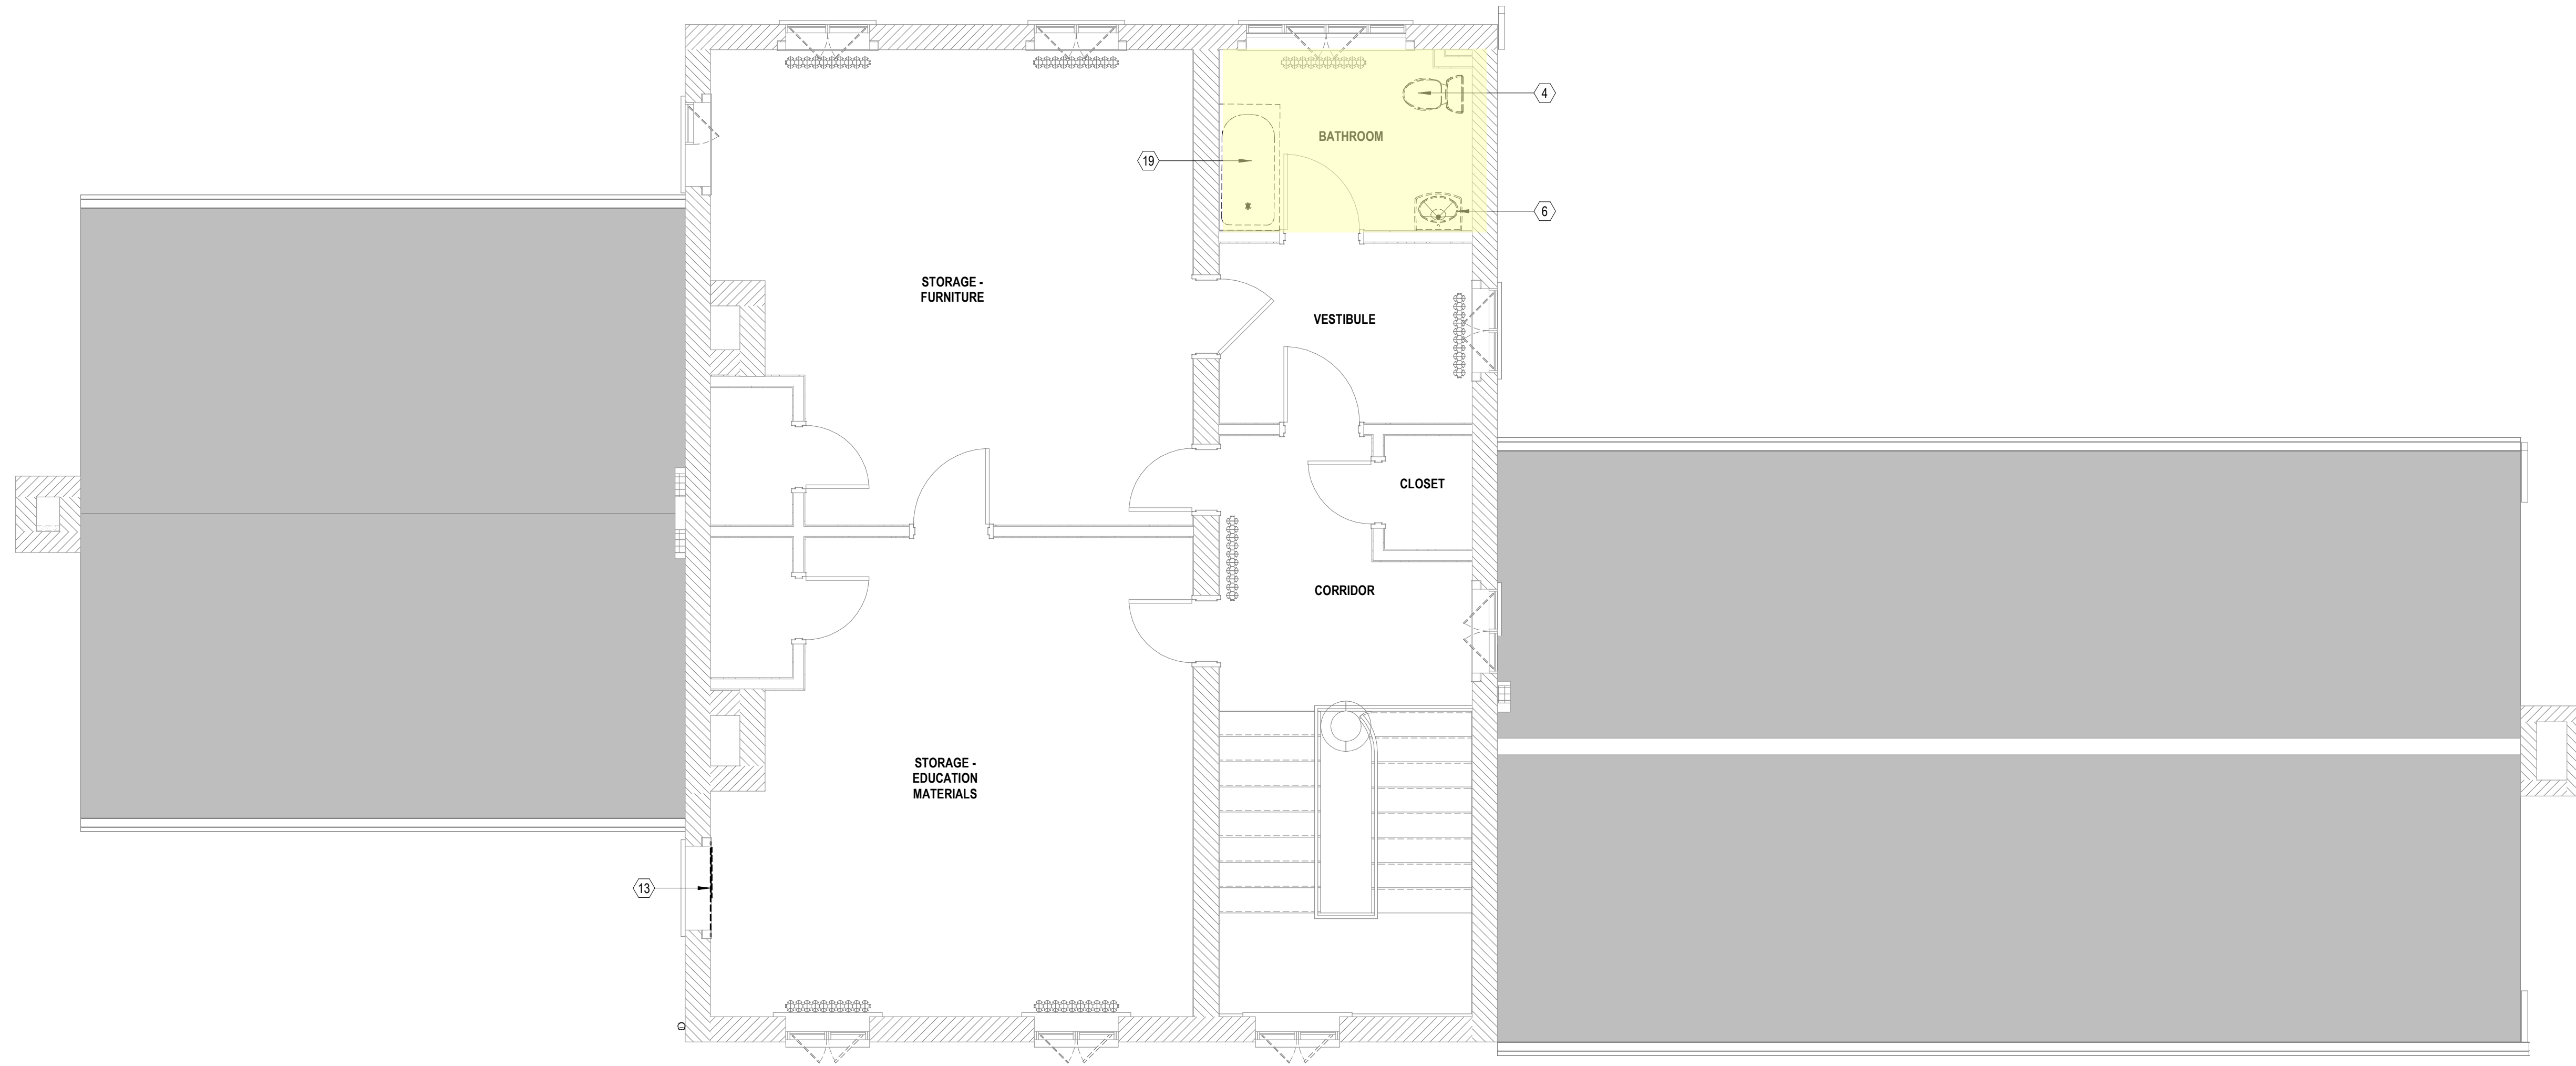 4
BATHROOM
19
6
STORAGE -
FURNITURE
VESTIBULE
CLOSET
CORRIDOR
STORAGE -
EDUCATION
MATERIALS
13